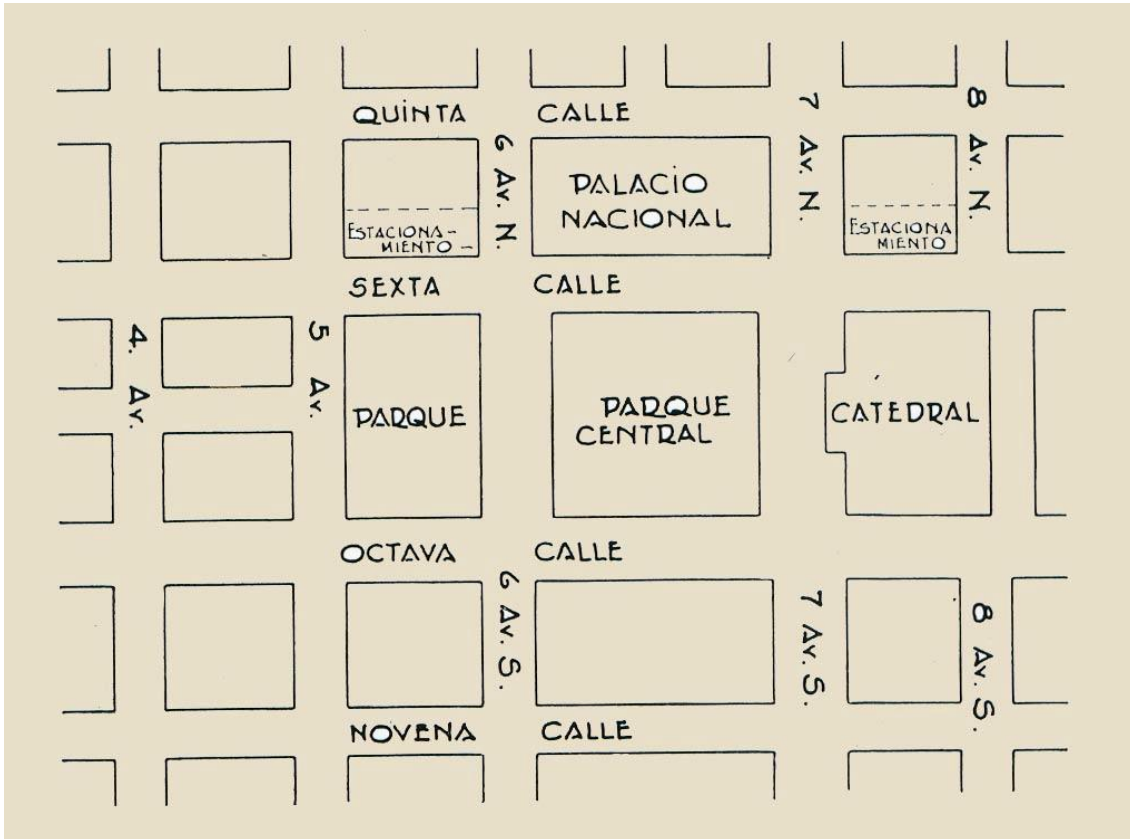 QUINTA CALLE
7 Av. N.
8 Av. N.
6 Av. N.
PALACIO
NACIONAL
ESTACIONA-
MIENTO-
ESTACIONA
MIENTO
SEXTA CALLE
4. Av.
5 Av.
PARQUE
PARQUE
CENTRAL
CATEDRAL
OCTAVA CALLE
6 Av. S.
7 Av. S.
8 Av. S.
NOVENA CALLE